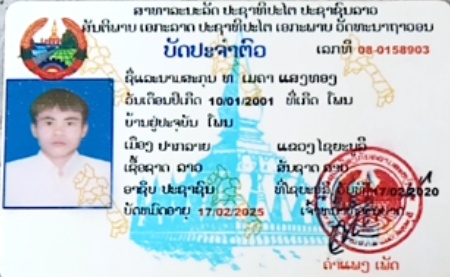 ສາທາລະນະລັດ ປະຊາທິປະໄຕ ປະຊາຊົນລາວ
ສັນຕິພາບ ເອກະລາດ ປະຊາທິປະໄຕ ເອກະພາບ ວັດທະນາຖາວອນ
ບັດປະຈຳຕົວ ເລກທີ 08-0158903
ຊື່ແລະນາມສະກຸນ ທ ເມດາ ແສງທອງ
ວັນເດືອນປີເກີດ 10/01/2001 ທີ່ເກີດ ໂພນ
ບ້ານຢູ່ປະຈຸບັນ ໂພນ
ເມືອງ ປາກລາຍ ແຂວງ ໄຊຍະບູລີ
ເຊື້ອຊາດ ລາວ ສັນຊາດ ລາວ
ອາຊີບ ປະຊາຊົນ ທີ່ໄຊຍະບູລີ ວັນທີ 17/02/2020
ບັດໝົດອາຍຸ 17/02/2025
ຄຳແພງ ເພັດ